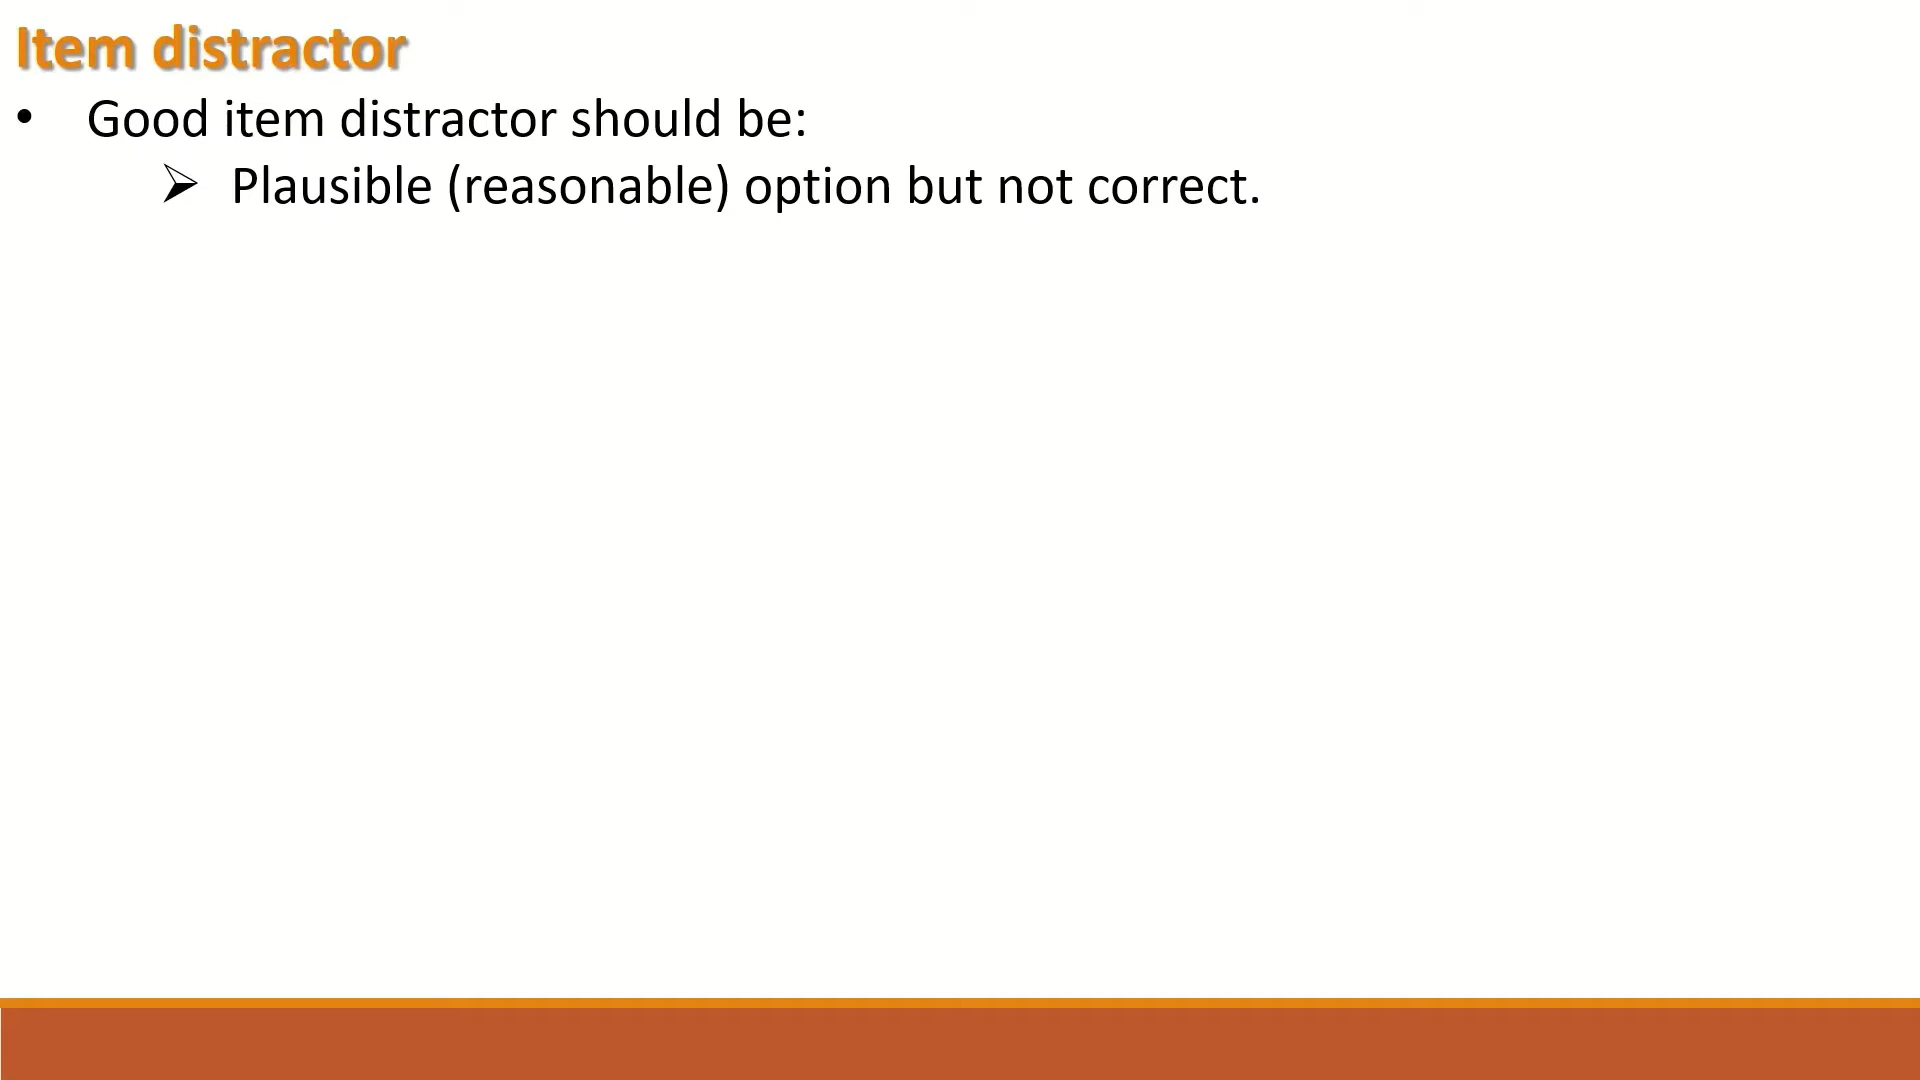 Item distractor
• Good item distractor should be:
➢ Plausible (reasonable) option but not correct.